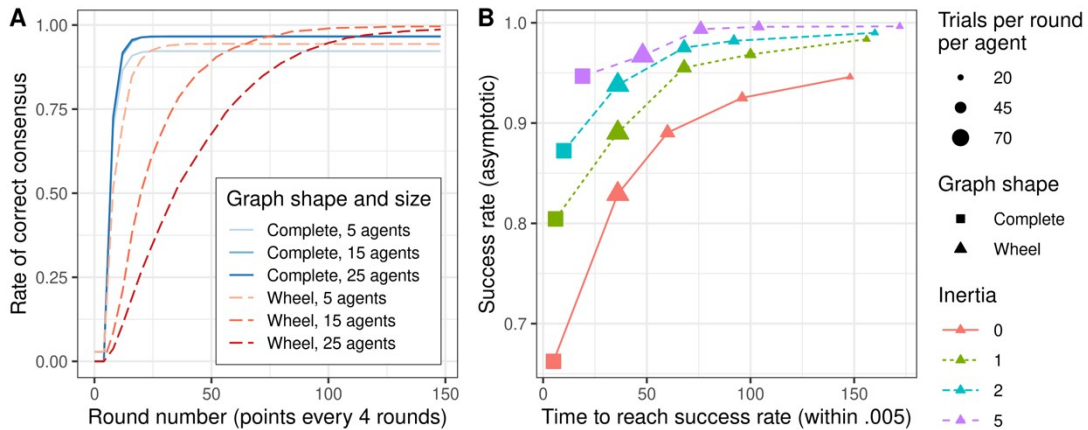 A
Rate of correct consensus
1.00
0.75
0.50
0.25
0.00
0
50
100
150
Round number (points every 4 rounds)
Graph shape and size
Complete, 5 agents
Complete, 15 agents
Complete, 25 agents
Wheel, 5 agents
Wheel, 15 agents
Wheel, 25 agents
B
Success rate (asymptotic)
1.0
0.9
0.8
0.7
0
50
100
150
Time to reach success rate (within .005)
Trials per round
per agent
20
45
70
Graph shape
Complete
Wheel
Inertia
0
1
2
5